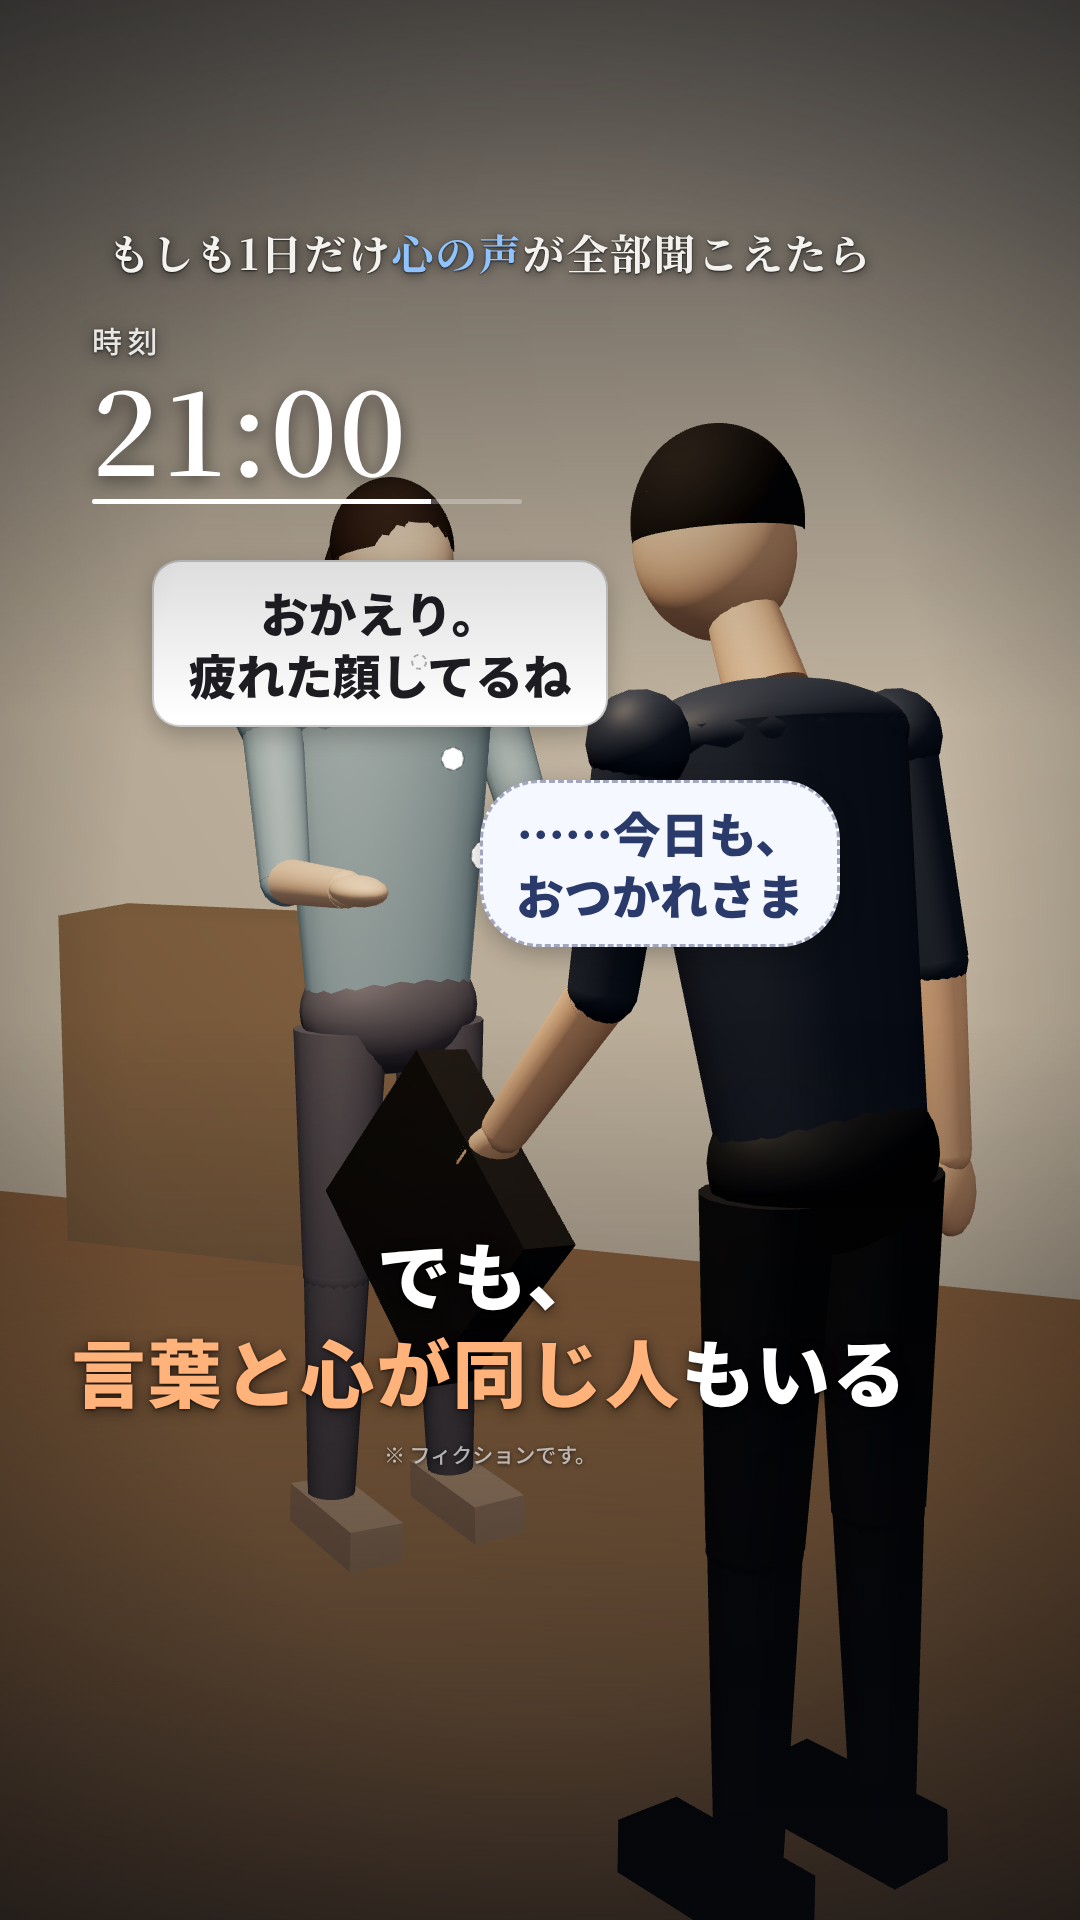 もしも1日だけ心の声が全部聞こえたら
時刻
21:00
おかえり。
疲れた顔してるね
……今日も、
おつかれさま
でも、
言葉と心が同じ人もいる
※ フィクションです。